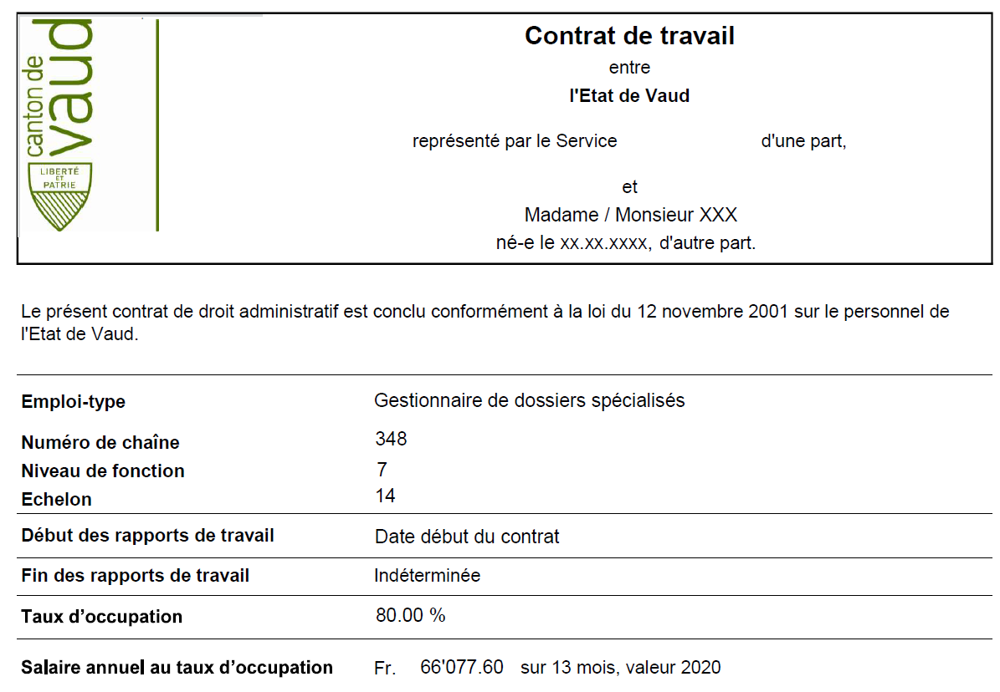 canton de
vaud
LIBERTÉ
ET
PATRIE
Contrat de travail
entre
l'Etat de Vaud
représenté par le Service d'une part,
et
Madame / Monsieur XXX
né-e le xx.xx.xxxx, d'autre part.
Le présent contrat de droit administratif est conclu conformément à la loi du 12 novembre 2001 sur le personnel de
l'Etat de Vaud.
Emploi-type Gestionnaire de dossiers spécialisés
Numéro de chaîne 348
Niveau de fonction 7
Echelon 14
Début des rapports de travail Date début du contrat
Fin des rapports de travail Indéterminée
Taux d’occupation 80.00 %
Salaire annuel au taux d’occupation Fr. 66'077.60 sur 13 mois, valeur 2020